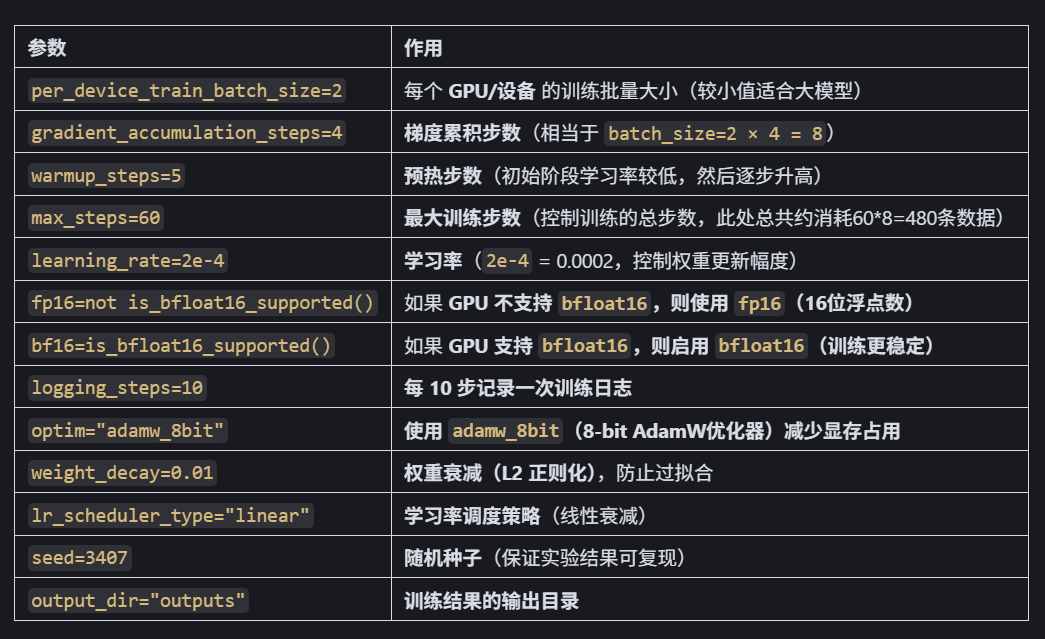 参数 作用
per_device_train_batch_size=2 每个 GPU/设备 的训练批量大小（较小值适合大模型）
gradient_accumulation_steps=4 梯度累积步数（相当于 batch_size=2 × 4 = 8）
warmup_steps=5 预热步数（初始阶段学习率较低，然后逐步升高）
max_steps=60 最大训练步数（控制训练的总步数，此处总共约消耗60*8=480条数据）
learning_rate=2e-4 学习率（2e-4 = 0.0002，控制权重更新幅度）
fp16=not is_bfloat16_supported() 如果 GPU 不支持 bfloat16，则使用 fp16（16位浮点数）
bf16=is_bfloat16_supported() 如果 GPU 支持 bfloat16，则启用 bfloat16（训练更稳定）
logging_steps=10 每 10 步记录一次训练日志
optim="adamw_8bit" 使用 adamw_8bit（8-bit AdamW优化器）减少显存占用
weight_decay=0.01 权重衰减（L2 正则化），防止过拟合
lr_scheduler_type="linear" 学习率调度策略（线性衰减）
seed=3407 随机种子（保证实验结果可复现）
output_dir="outputs" 训练结果的输出目录